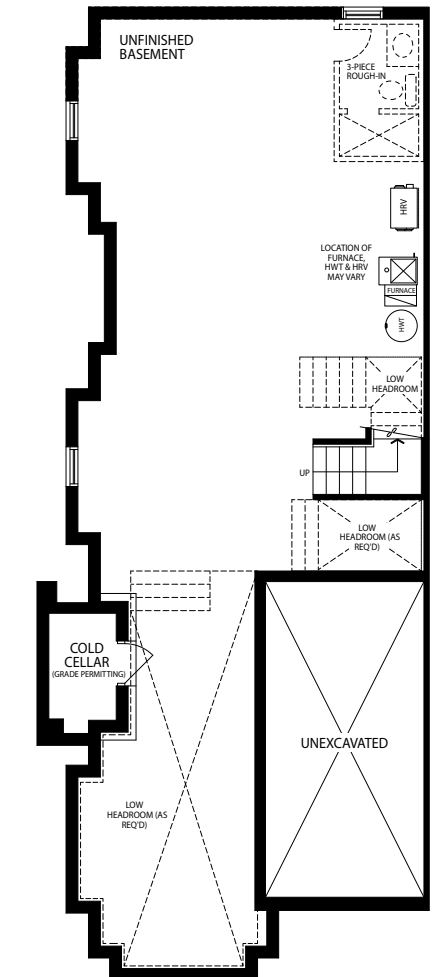 UNFINISHED
BASEMENT
3-PIECE
ROUGH-IN
HRV
LOCATION OF
FURNACE,
HWT & HRV
MAY VARY
FURNACE
HWT
LOW
HEADROOM
UP
LOW
HEADROOM (AS
REQ'D)
COLD
CELLAR
(GRADE PERMITTING)
UNEXCAVATED
LOW
HEADROOM (AS
REQ'D)